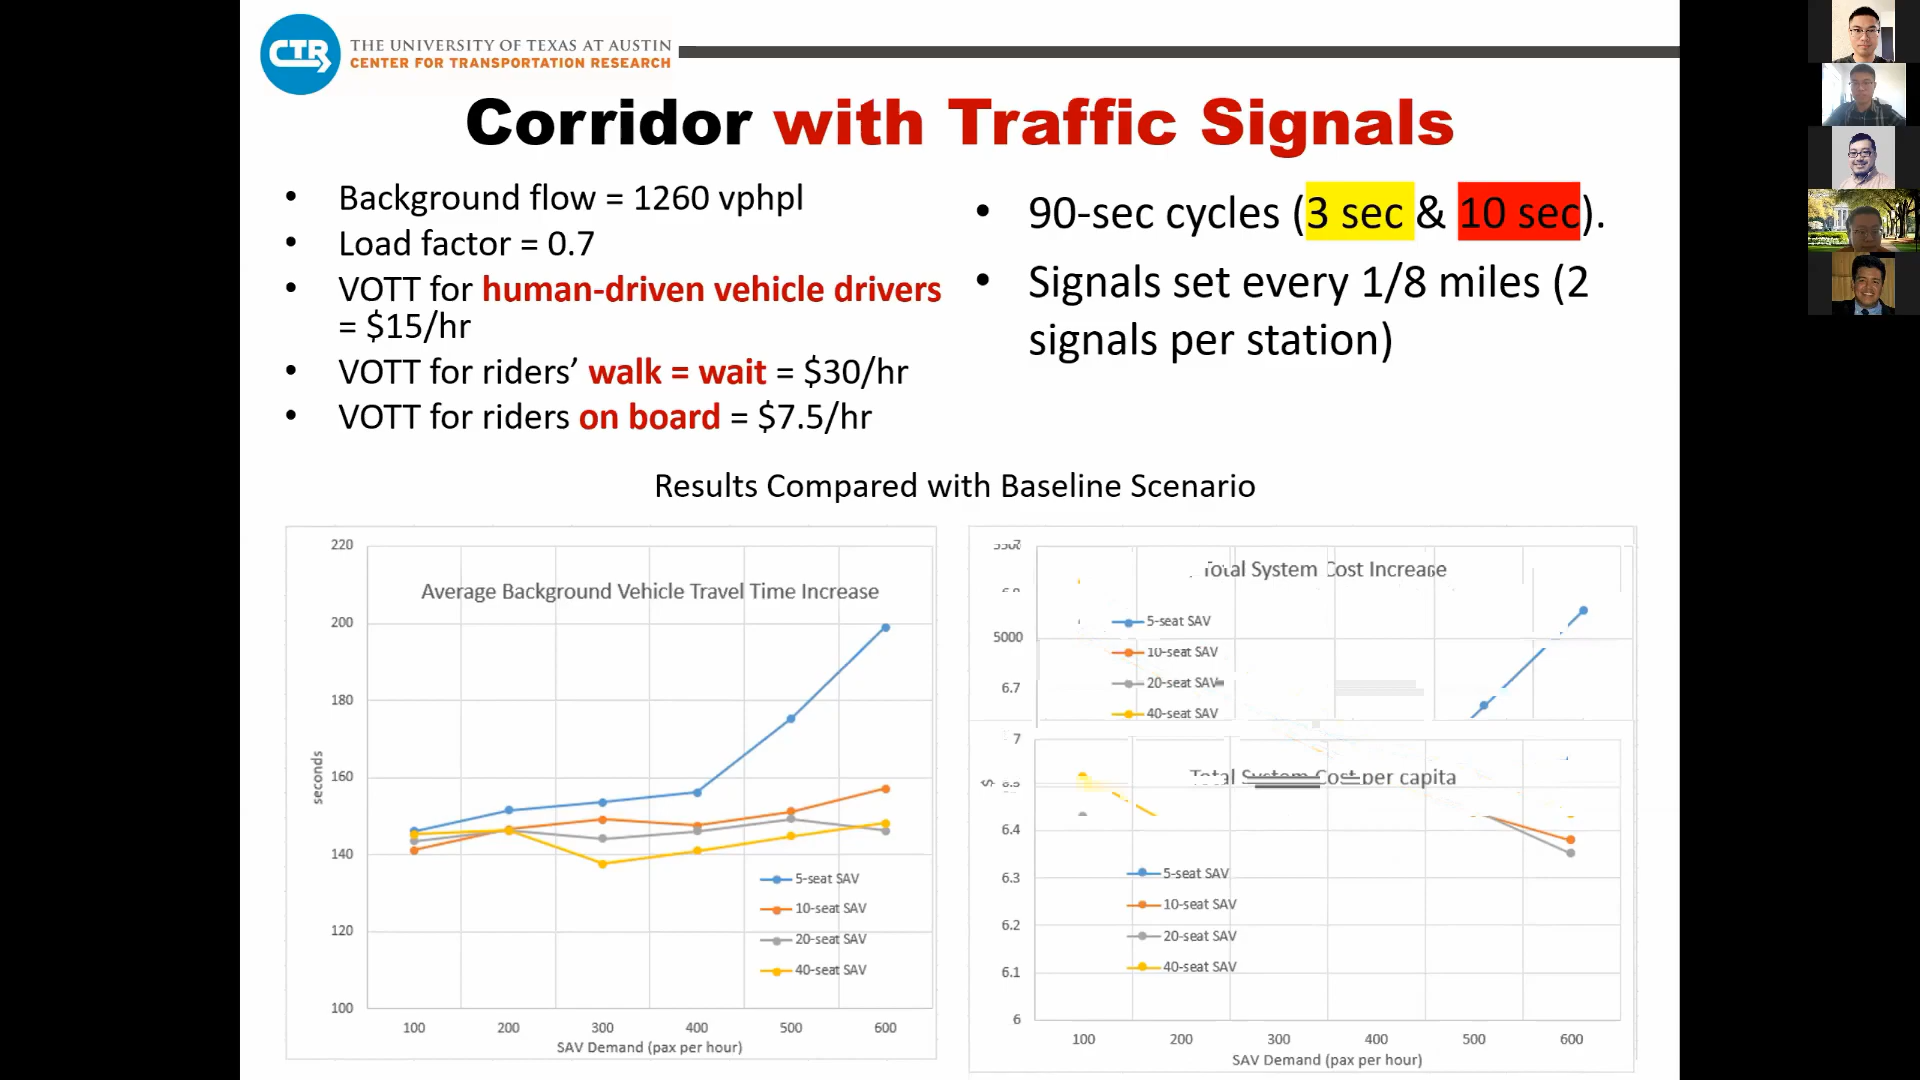 CTR
THE UNIVERSITY OF TEXAS AT AUSTIN
CENTER FOR TRANSPORTATION RESEARCH
Corridor with Traffic Signals
• Background flow = 1260 vphpl
• Load factor = 0.7
• VOTT for human-driven vehicle drivers
= $15/hr
• VOTT for riders’ walk = wait = $30/hr
• VOTT for riders on board = $7.5/hr
• 90-sec cycles (3 sec & 10 sec).
• Signals set every 1/8 miles (2
signals per station)
Results Compared with Baseline Scenario
Average Background Vehicle Travel Time Increase
220
200
180
160
140
120
100
seconds
5-seat SAV
10-seat SAV
20-seat SAV
40-seat SAV
100 200 300 400 500 600
SAV Demand (pax per hour)
Total System Cost Increase
5000
6.7
5-seat SAV
10-seat SAV
20-seat SAV
40-seat SAV
7
$
Total System Cost per capita
6.4
6.3
6.2
6.1
6
5-seat SAV
10-seat SAV
20-seat SAV
40-seat SAV
100 200 300 400 500 600
SAV Demand (pax per hour)